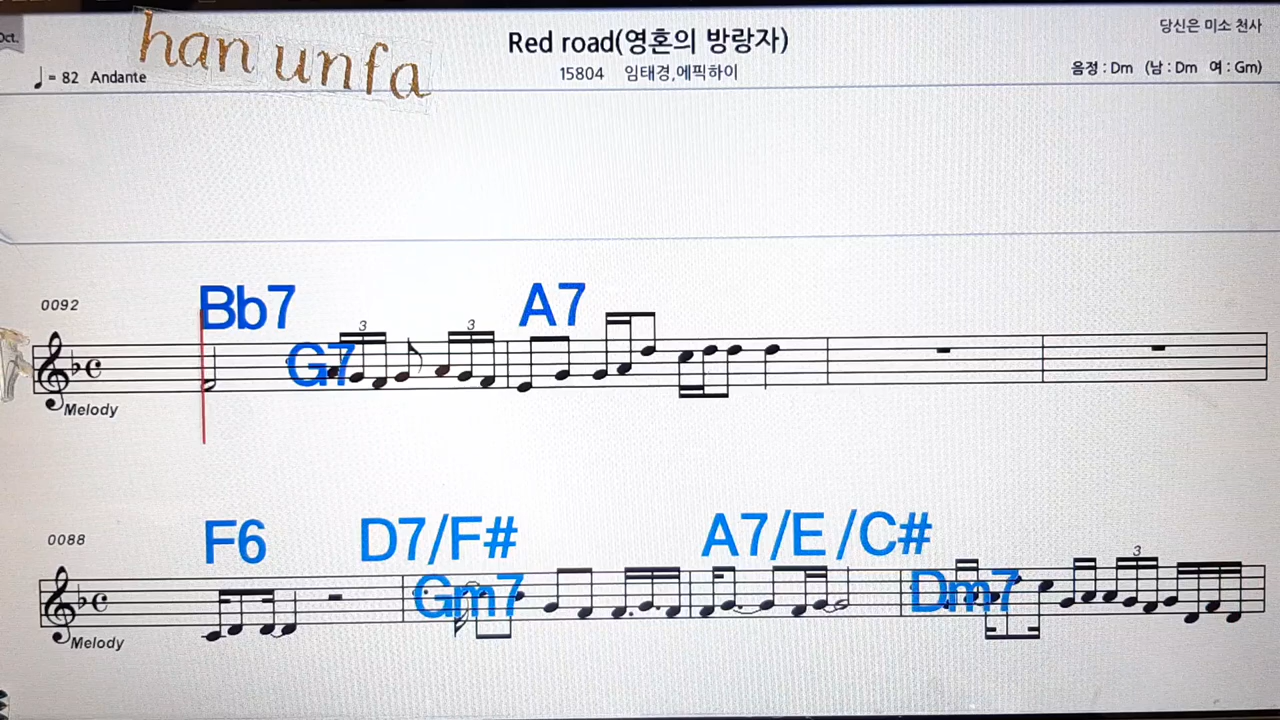 Oct.
han unfa
Red road(영혼의 방랑자)
당신은 미소 천사
♩= 82 Andante
15804 임태경,에픽하이
음정 : Dm (남 : Dm 여 : Gm)
0092
Bb7 G7 A7
3 3
Melody
0088
F6 D7/F# Gm7 A7/E /C# Dm7
3
Melody